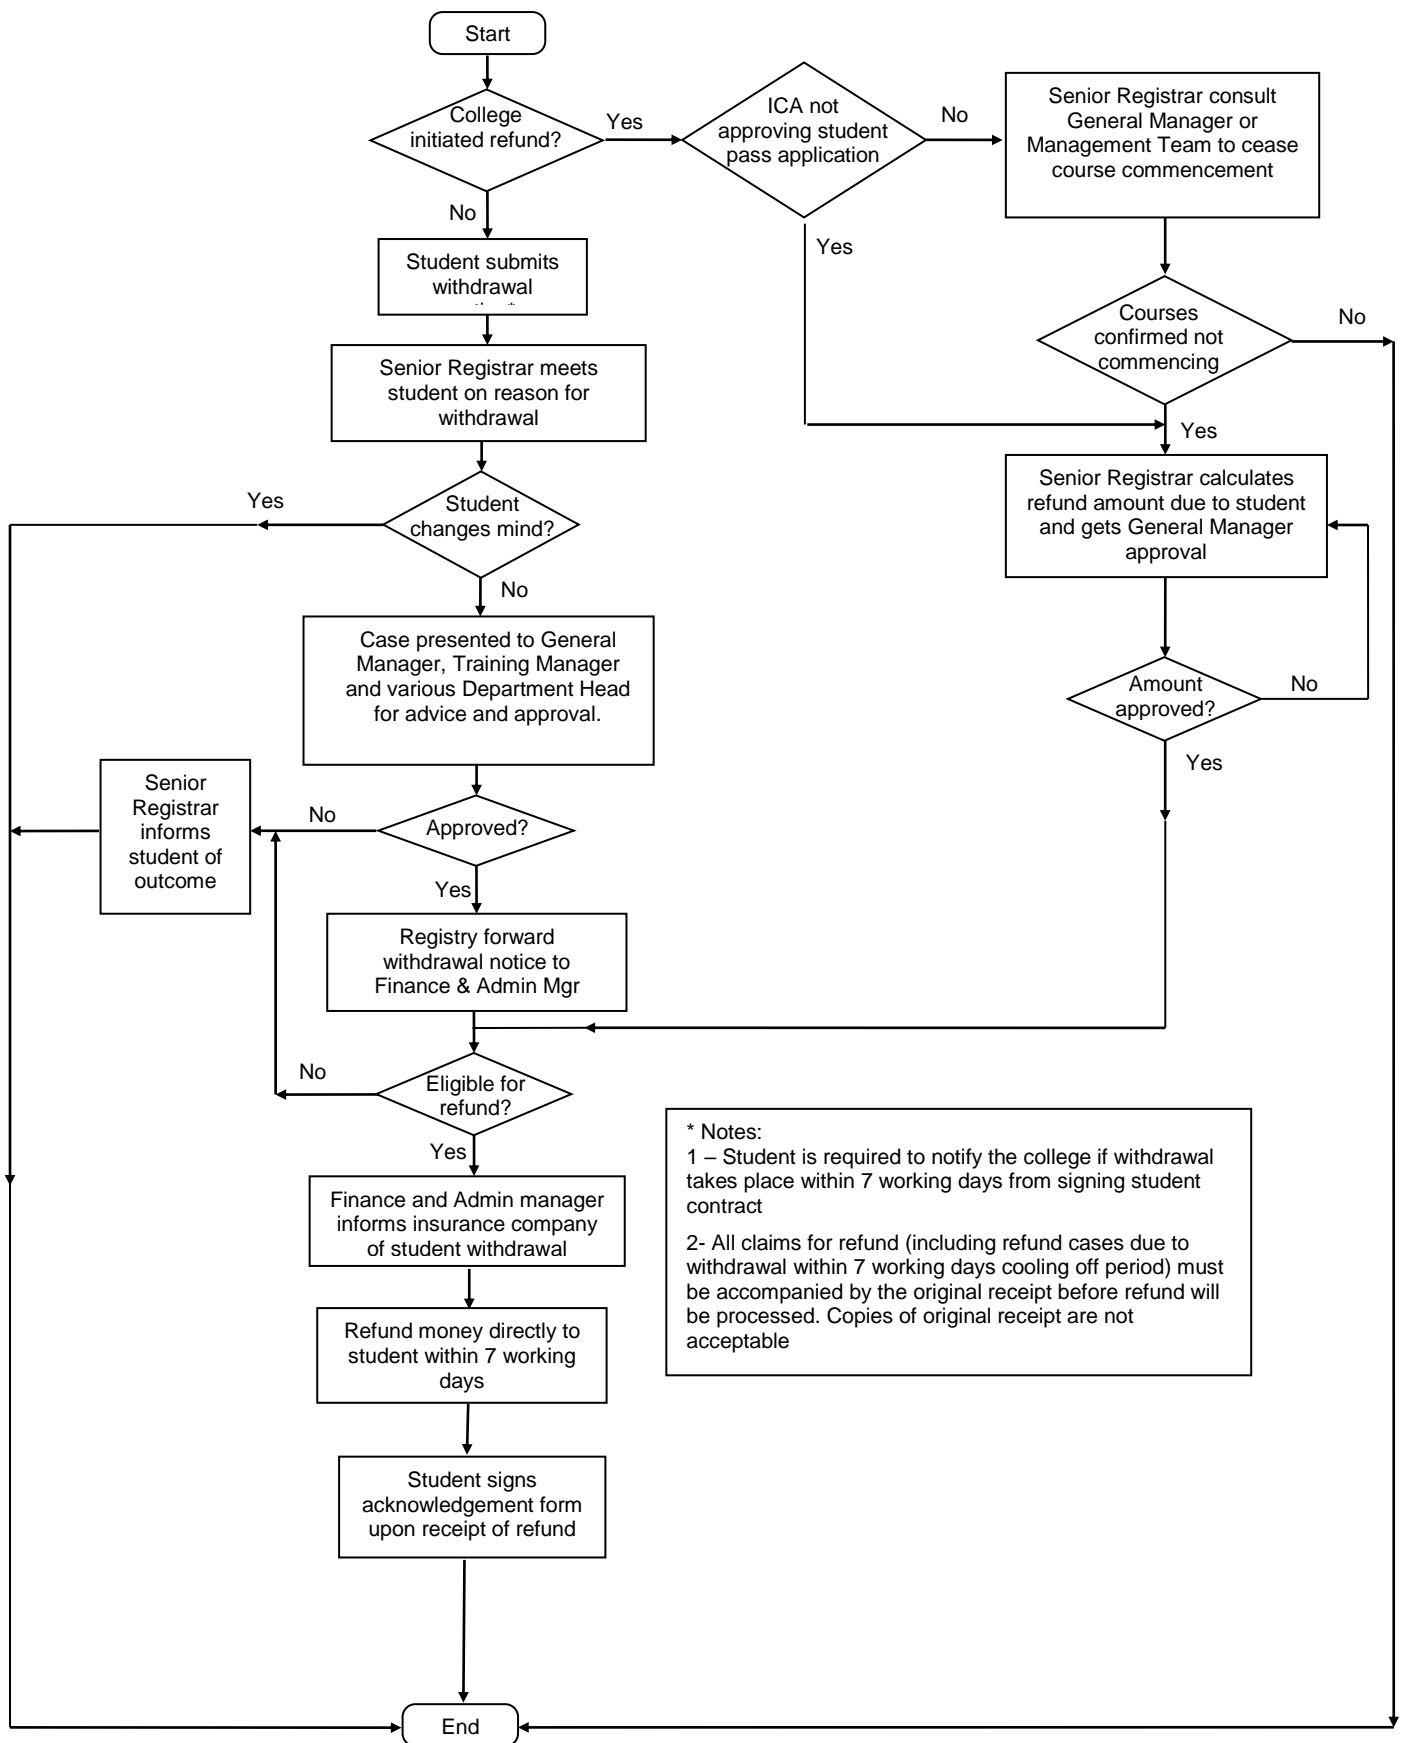 Start
College
initiated refund?
Yes
ICA not
approving student
pass application
No
Senior Registrar consult
General Manager or
Management Team to cease
course commencement
No
Yes
Student submits
withdrawal
Courses
confirmed not
commencing
No
Senior Registrar meets
student on reason for
withdrawal
Yes
Senior Registrar calculates
refund amount due to student
and gets General Manager
approval
Student
changes mind?
Yes
No
Case presented to General
Manager, Training Manager
and various Department Head
for advice and approval.
Amount
approved?
No
Yes
Senior
Registrar
informs
student of
outcome
No
Approved?
Yes
Registry forward
withdrawal notice to
Finance & Admin Mgr
No
Eligible for
refund?
Yes
* Notes:
1 – Student is required to notify the college if withdrawal
takes place within 7 working days from signing student
contract
2- All claims for refund (including refund cases due to
withdrawal within 7 working days cooling off period) must
be accompanied by the original receipt before refund will
be processed. Copies of original receipt are not
acceptable
Finance and Admin manager
informs insurance company
of student withdrawal
Refund money directly to
student within 7 working
days
Student signs
acknowledgement form
upon receipt of refund
End